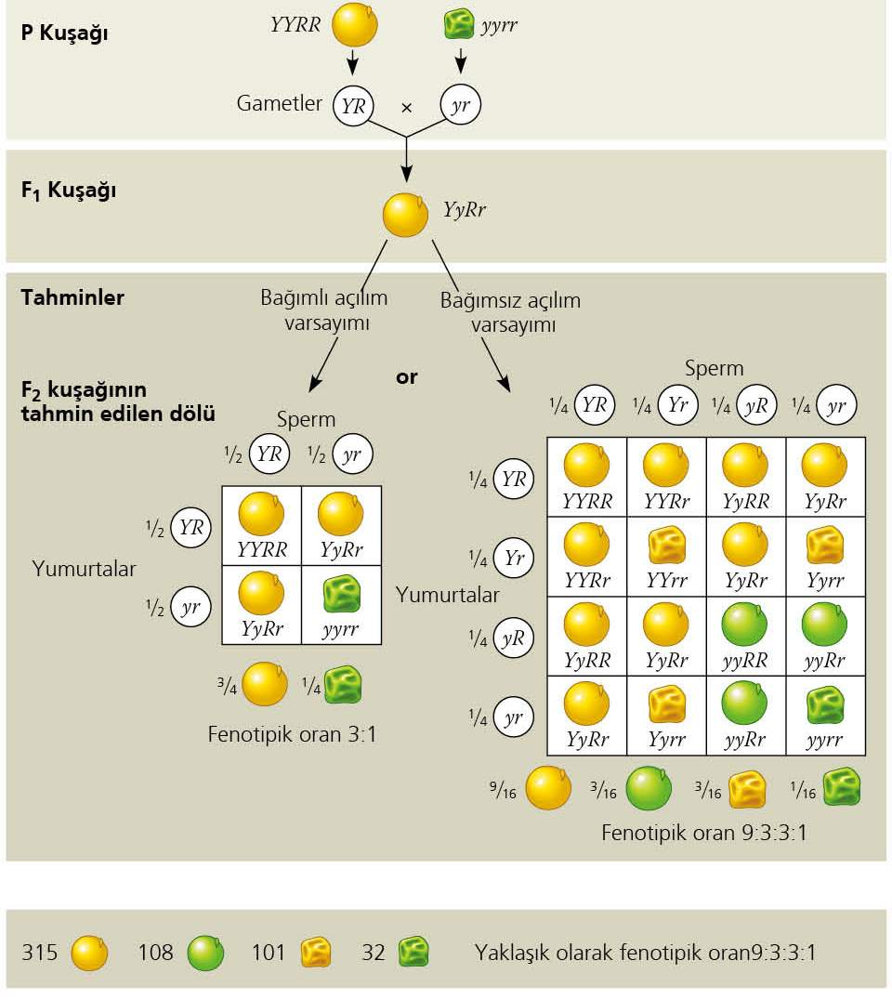 P Kuşağı
YYRR
yyrr
Gametler YR × yr
F1 Kuşağı
YyRr
Tahminler
Bağımlı açılım
varsayımı
Bağımsız açılım
varsayımı
or
F2 kuşağının
tahmin edilen dölü
Sperm
1/2 YR 1/2 yr
Yumurtalar
1/2 YR
YYRR YyRr
1/2 yr
YyRr yyrr
3/4 1/4
Fenotipik oran 3:1
Sperm
1/4 YR 1/4 Yr 1/4 yR 1/4 yr
Yumurtalar
1/4 YR
YYRR YYRr YyRR YyRr
1/4 Yr
YYRr YYrr YyRr Yyrr
1/4 yR
YyRR YyRr yyRR yyRr
1/4 yr
YyRr Yyrr yyRr yyrr
9/16 3/16 3/16 1/16
Fenotipik oran 9:3:3:1
315 108 101 32 Yaklaşık olarak fenotipik oran9:3:3:1